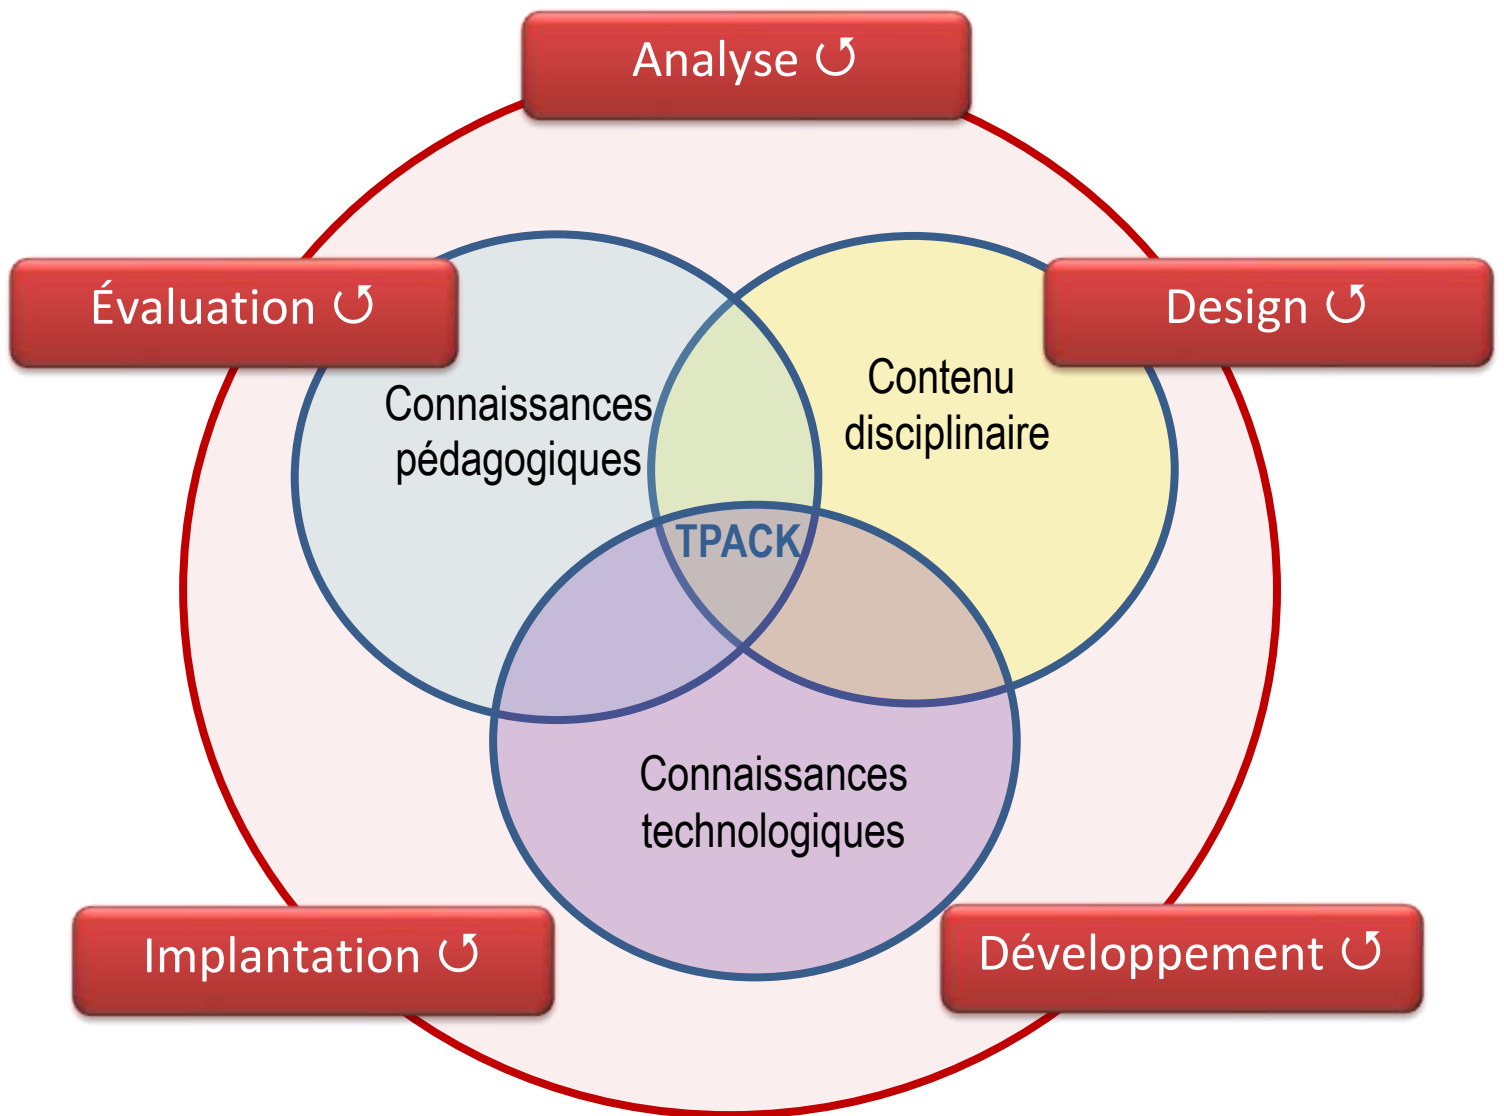 Analyse ↺
Évaluation ↺
Design ↺
Connaissances
pédagogiques
Contenu
disciplinaire
TPACK
Connaissances
technologiques
Implantation ↺
Développement ↺